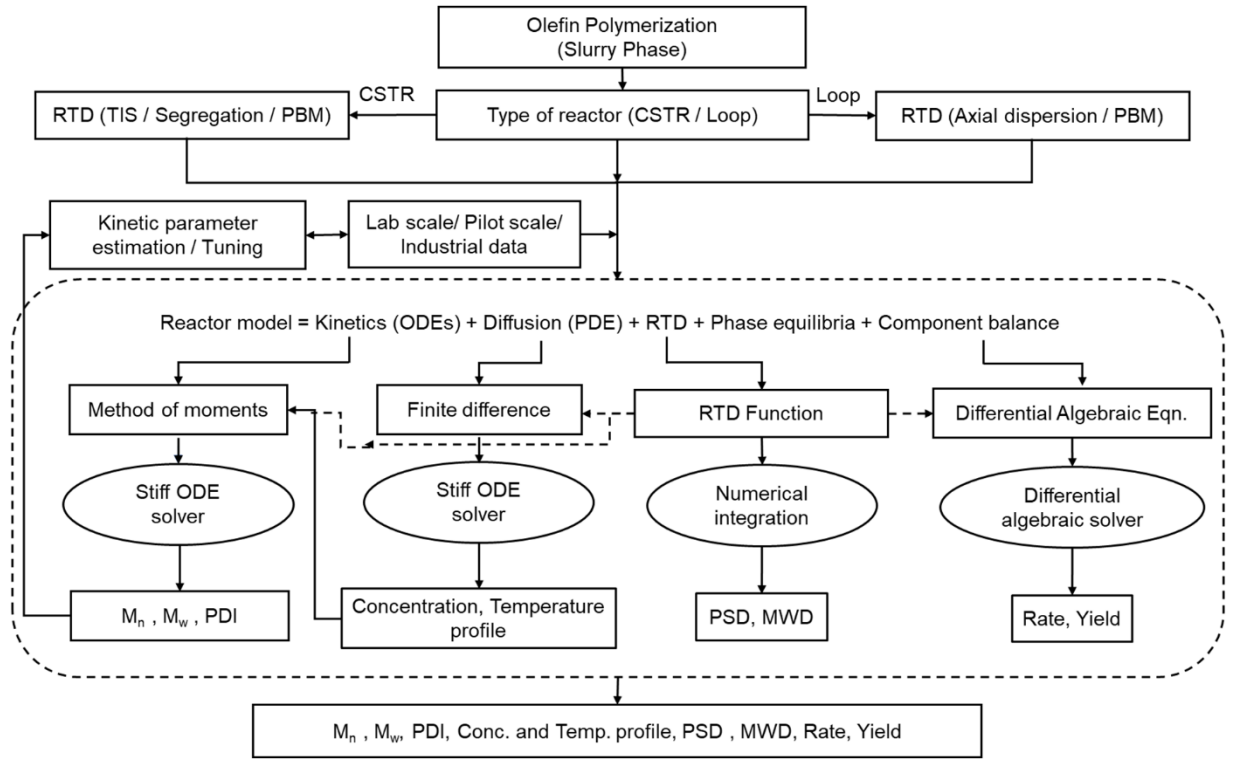 Olefin Polymerization
(Slurry Phase)
CSTR
Loop
RTD (TIS / Segregation / PBM)
Type of reactor (CSTR / Loop)
RTD (Axial dispersion / PBM)
Kinetic parameter
estimation / Tuning
Lab scale/ Pilot scale/
Industrial data
Reactor model = Kinetics (ODEs) + Diffusion (PDE) + RTD + Phase equilibria + Component balance
Method of moments
Finite difference
RTD Function
Differential Algebraic Eqn.
Stiff ODE
solver
Stiff ODE
solver
Numerical
integration
Differential
algebraic solver
Mn , Mw , PDI
Concentration, Temperature
profile
PSD, MWD
Rate, Yield
Mn , Mw, PDI, Conc. and Temp. profile, PSD , MWD, Rate, Yield